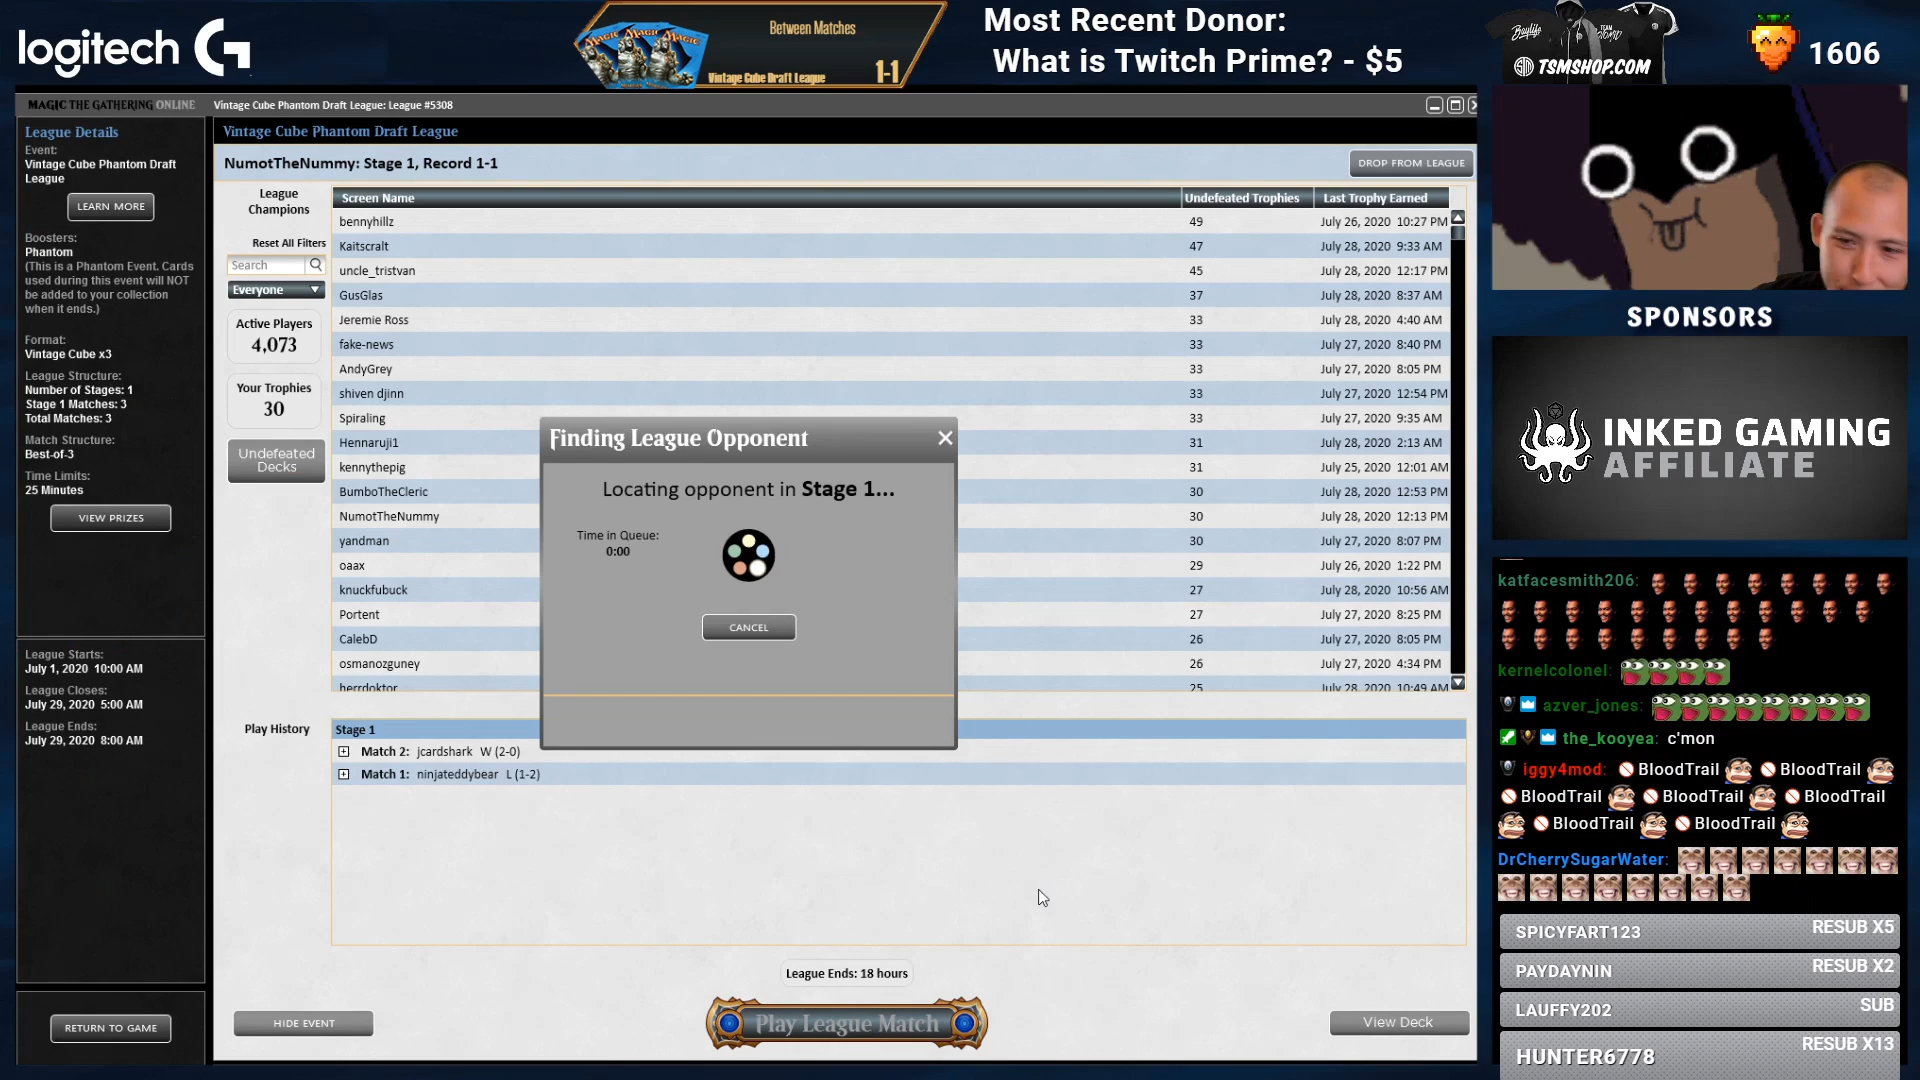 logitech G
MAGIC MAGIC MAGIC
Between Matches
Vintage Cube Draft League
1-1
Most Recent Donor:
What is Twitch Prime? - $5
TSMSHOP.COM
1606
MAGIC THE GATHERING ONLINE
Vintage Cube Phantom Draft League: League #5308
League Details
Event:
Vintage Cube Phantom Draft
League
LEARN MORE
Boosters:
Phantom
(This is a Phantom Event. Cards
used during this event will NOT
be added to your collection
when it ends.)
Format:
Vintage Cube x3
League Structure:
Number of Stages: 1
Stage 1 Matches: 3
Total Matches: 3
Match Structure:
Best-of-3
Time Limits:
25 Minutes
VIEW PRIZES
League Starts:
July 1, 2020 10:00 AM
League Closes:
July 29, 2020 5:00 AM
League Ends:
July 29, 2020 8:00 AM
RETURN TO GAME
Vintage Cube Phantom Draft League
NumotTheNummy: Stage 1, Record 1-1
DROP FROM LEAGUE
League
Champions
Reset All Filters
Search
Everyone
Active Players
4,073
Your Trophies
30
Undefeated
Decks
Screen Name Undefeated Trophies Last Trophy Earned
bennyhillz 49 July 26, 2020 10:27 PM
Kaitscralt 47 July 28, 2020 9:33 AM
uncle_tristvan 45 July 28, 2020 12:17 PM
GusGlas 37 July 28, 2020 8:37 AM
Jeremie Ross 33 July 28, 2020 4:40 AM
fake-news 33 July 27, 2020 8:40 PM
AndyGrey 33 July 27, 2020 8:05 PM
shiven djinn 33 July 27, 2020 12:54 PM
Spiraling 33 July 27, 2020 9:35 AM
Hennaruji1 31 July 28, 2020 2:13 AM
kennythepig 31 July 25, 2020 12:01 AM
BumboTheCleric 30 July 28, 2020 12:53 PM
NumotTheNummy 30 July 28, 2020 12:13 PM
yandman 30 July 27, 2020 8:07 PM
oaax 29 July 26, 2020 1:22 PM
knuckfubuck 27 July 28, 2020 10:56 AM
Portent 27 July 27, 2020 8:25 PM
CalebD 26 July 27, 2020 8:05 PM
osmanozguney 26 July 27, 2020 4:34 PM
herrdoktor 25 July 28, 2020 10:49 AM
Finding League Opponent
Locating opponent in Stage 1...
Time in Queue:
0:00
CANCEL
Play History
Stage 1
Match 2: jcardshark W (2-0)
Match 1: ninjateddybear L (1-2)
League Ends: 18 hours
HIDE EVENT
Play League Match
View Deck
SPONSORS
INKED GAMING
AFFILIATE
katfacesmith206:
kernelcolonel:
azver_jones:
the_kooyea: c'mon
iggy4mod: BloodTrail BloodTrail
BloodTrail BloodTrail BloodTrail
BloodTrail BloodTrail
DrCherrySugarWater:
SPICYFART123 RESUB X5
PAYDAYNIN RESUB X2
LAUFFY202 SUB
HUNTER6778 RESUB X13